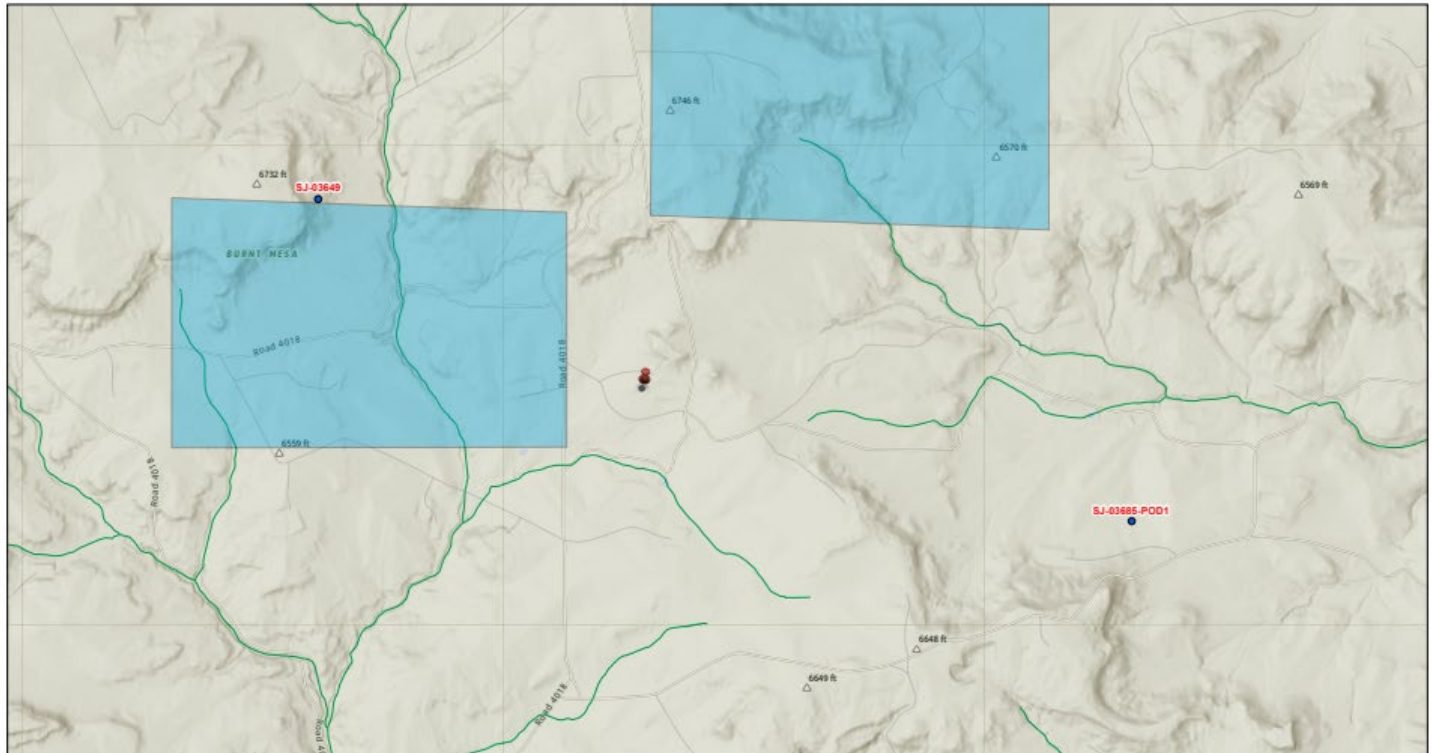 6746 ft
6570 ft
6732 ft
SJ-03649
6569 ft
BURNT MESA
Road 4018
Road 4018
6559 ft
Road 4018
SJ-03685-POD1
6648 ft
6649 ft
Road 4018